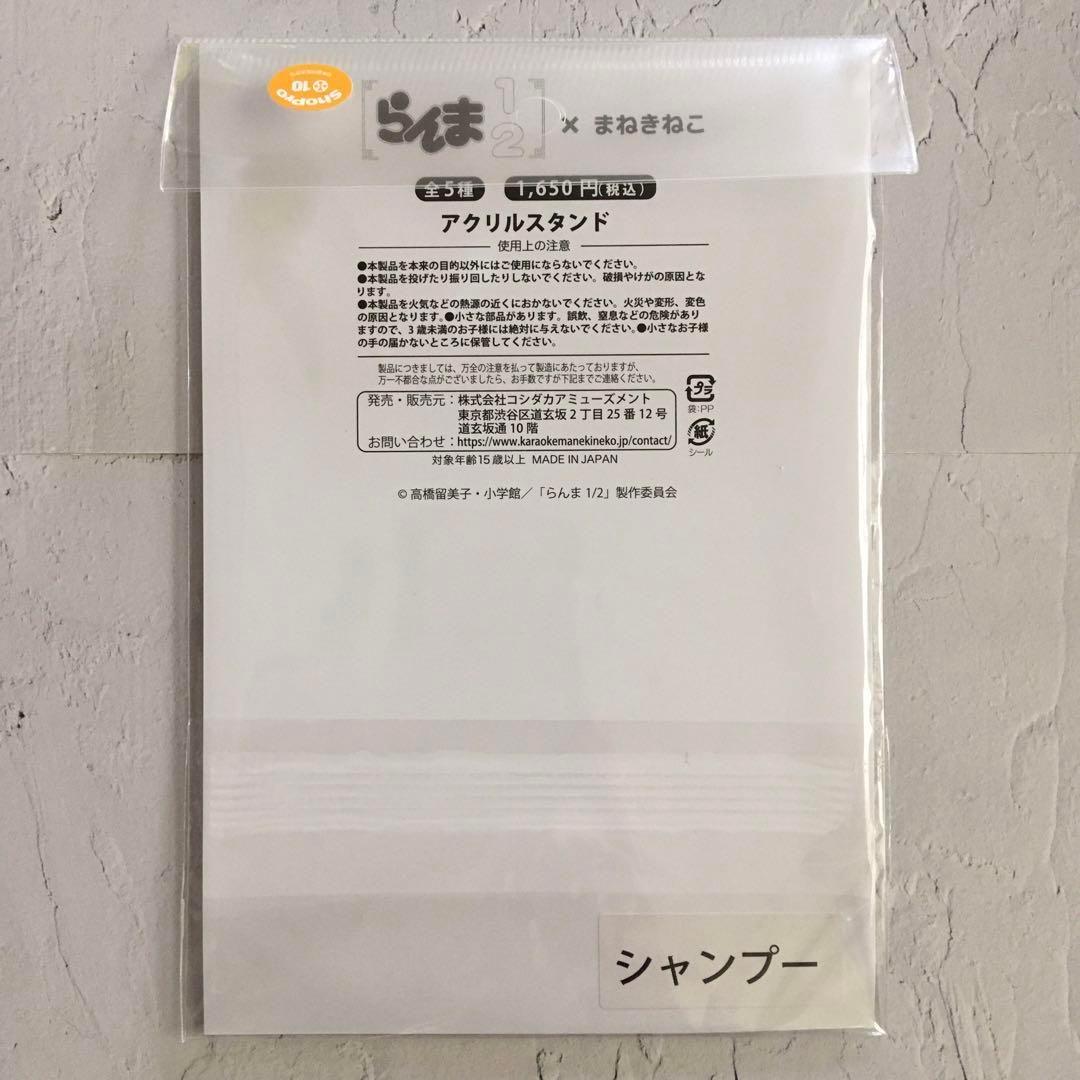 Shopro
10
らんま 1/2 × まねきねこ
全5種 1,650円(税込)
アクリルスタンド
使用上の注意
●本製品を本来の目的以外にはご使用にならないでください。
●本製品を投げたり振り回したりしないでください。破損やけがの原因とな
ります。
●本製品を火気などの熱源の近くにおかないでください。火災や変形、変色
の原因となります。●小さな部品があります。誤飲、窒息などの危険があり
ますので、3歳未満のお子様には絶対に与えないでください。●小さなお子様
の手の届かないところに保管してください。
製品につきましては、万全の注意を払って製造にあたっておりますが、
万一不都合な点がございましたら、お手数ですが下記までご連絡ください。
発売・販売元：株式会社コシダカアミューズメント
東京都渋谷区道玄坂2丁目25番12号
道玄坂通10階
お問い合わせ：https://www.karaokemanekineko.jp/contact/
プラ
袋:PP
紙
シール
対象年齢15歳以上 MADE IN JAPAN
© 高橋留美子・小学館／「らんま1/2」製作委員会
シャンプー